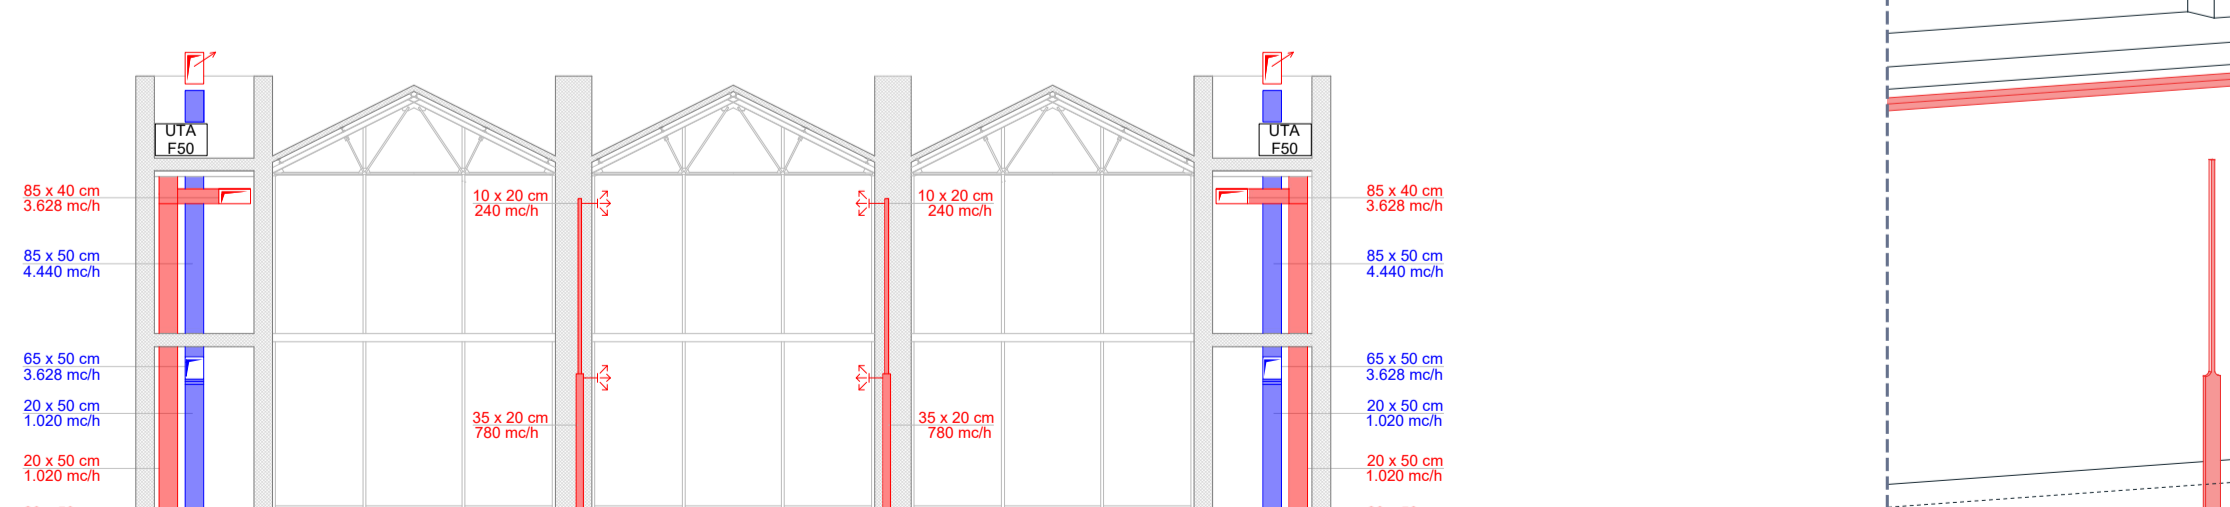 UTA
F50
UTA
F50
85 x 40 cm
3.628 mc/h
10 x 20 cm
240 mc/h
10 x 20 cm
240 mc/h
85 x 40 cm
3.628 mc/h
85 x 50 cm
4.440 mc/h
85 x 50 cm
4.440 mc/h
65 x 50 cm
3.628 mc/h
65 x 50 cm
3.628 mc/h
20 x 50 cm
1.020 mc/h
35 x 20 cm
780 mc/h
35 x 20 cm
780 mc/h
20 x 50 cm
1.020 mc/h
20 x 50 cm
1.020 mc/h
20 x 50 cm
1.020 mc/h